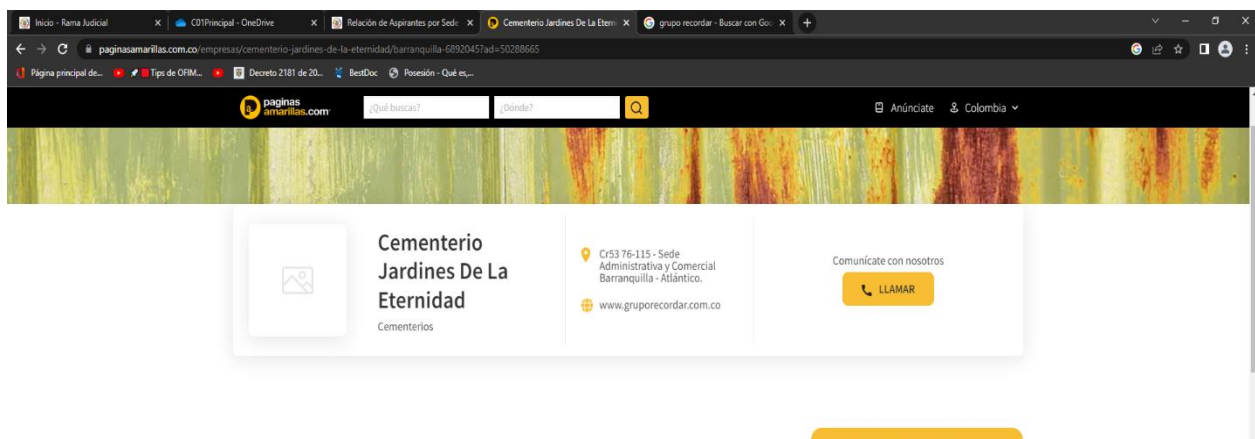 Inicio - Rama Judicial
C01Principal - OneDrive
Relación de Aspirantes por Sede
Cementerio Jardines De La Etern
grupo recordar - Buscar con Goo
paginasamarillas.com.co/empresas/cementerio-jardines-de-la-eternidad/barranquilla-6892045?ad=50288665
Página principal de...
Tips de OFIM...
Decreto 2181 de 20...
BestDoc
Posesión - Qué es,...
paginas
amarillas.com
¿Qué buscas?
¿Dónde?
Anúnciate
Colombia
Cementerio
Jardines De La
Eternidad
Cementerios
Cr53 76-115 - Sede
Administrativa y Comercial
Barranquilla - Atlántico.
www.gruporecordar.com.co
Comunícate con nosotros
LLAMAR